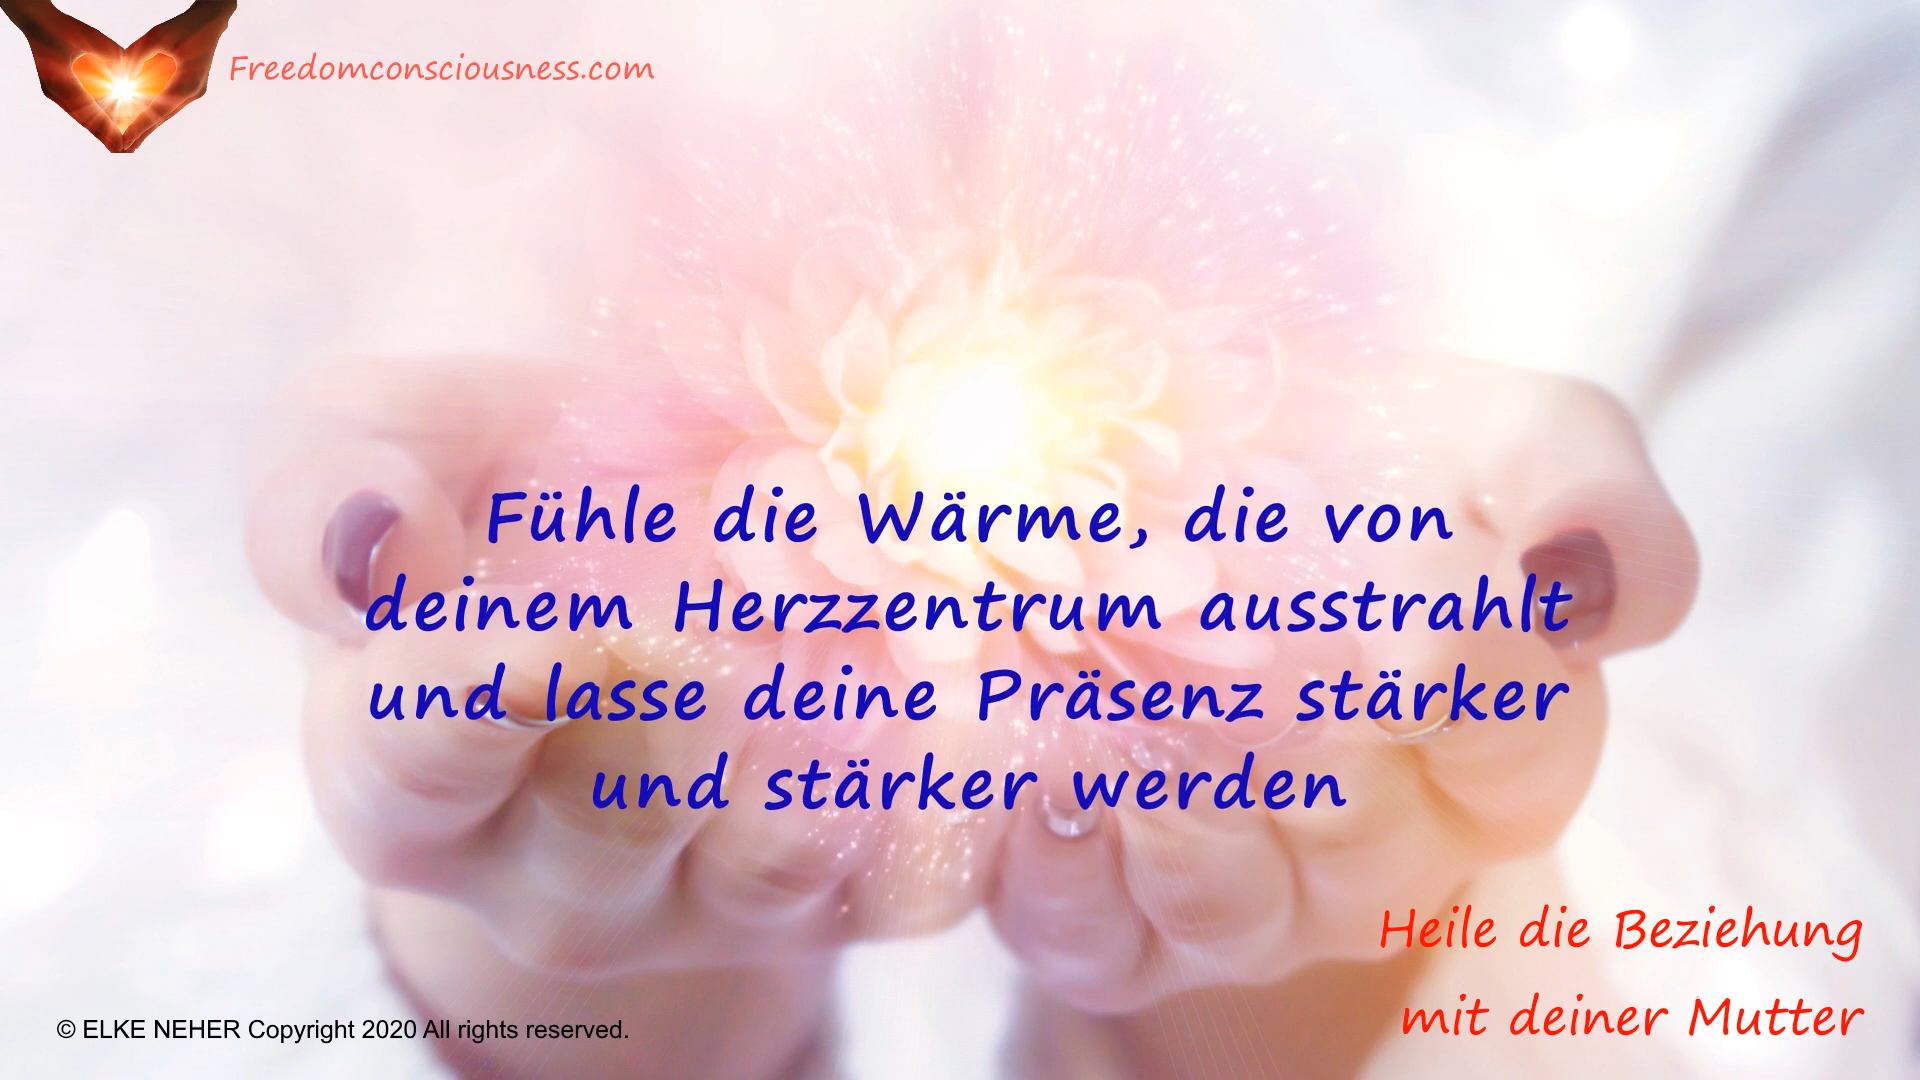 Freedomconsciousness.com
Fühle die Wärme, die von
deinem Herzzentrum ausstrahlt
und lasse deine Präsenz stärker
und stärker werden
Heile die Beziehung
mit deiner Mutter
© ELKE NEHER Copyright 2020 All rights reserved.